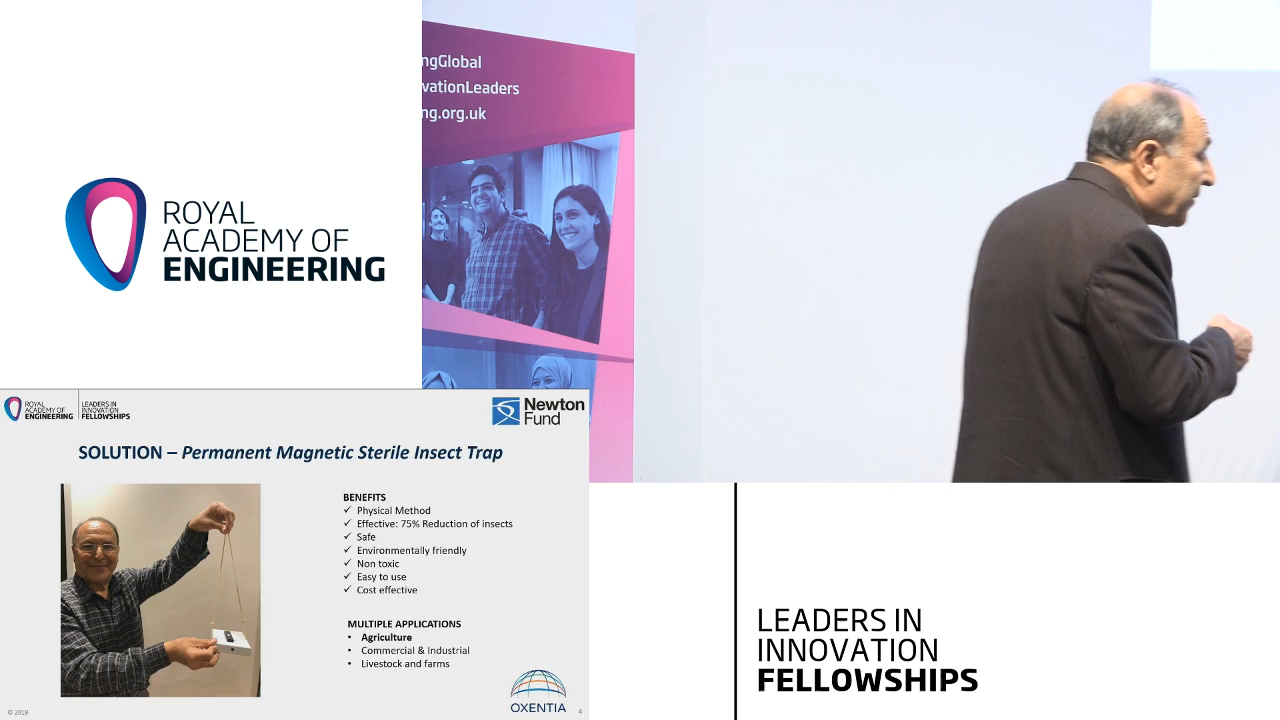 ROYAL
ACADEMY OF
ENGINEERING
ngGlobal
vationLeaders
ng.org.uk
ROYAL
ACADEMY OF
ENGINEERING
LEADERS IN
INNOVATION
FELLOWSHIPS
Newton
Fund
SOLUTION – Permanent Magnetic Sterile Insect Trap
BENEFITS
✓ Physical Method
✓ Effective: 75% Reduction of insects
✓ Safe
✓ Environmentally friendly
✓ Non toxic
✓ Easy to use
✓ Cost effective
MULTIPLE APPLICATIONS
• Agriculture
• Commercial & Industrial
• Livestock and farms
OXENTIA
© 2019
4
LEADERS IN
INNOVATION
FELLOWSHIPS